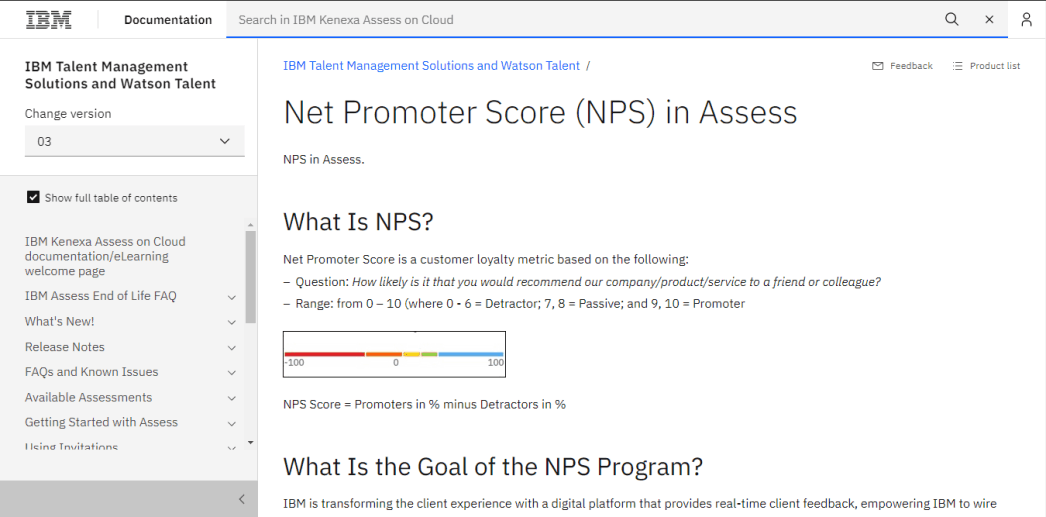 IBM
Documentation
Search in IBM Kenexa Assess on Cloud
IBM Talent Management
Solutions and Watson Talent
Change version
03
Show full table of contents
IBM Kenexa Assess on Cloud
documentation/eLearning
welcome page
IBM Assess End of Life FAQ
What's New!
Release Notes
FAQs and Known Issues
Available Assessments
Getting Started with Assess
Using Invitations
IBM Talent Management Solutions and Watson Talent /
Feedback
Product list
Net Promoter Score (NPS) in Assess
NPS in Assess.
What Is NPS?
Net Promoter Score is a customer loyalty metric based on the following:
– Question: How likely is it that you would recommend our company/product/service to a friend or colleague?
– Range: from 0 – 10 (where 0 - 6 = Detractor; 7, 8 = Passive; and 9, 10 = Promoter
-100 0 100
NPS Score = Promoters in % minus Detractors in %
What Is the Goal of the NPS Program?
IBM is transforming the client experience with a digital platform that provides real-time client feedback, empowering IBM to wire